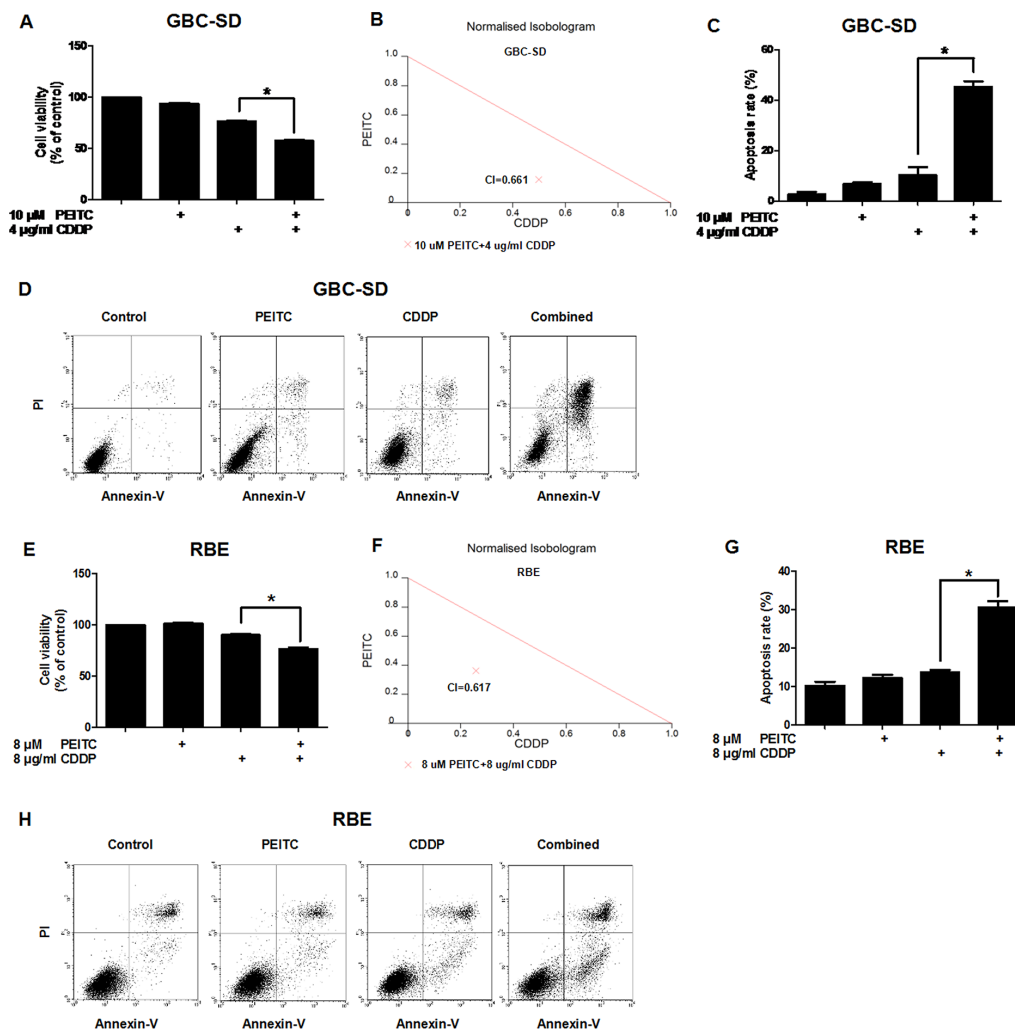 A
GBC-SD
150
100
50
0
Cell viability
(% of control)
*
10 µM PEITC + +
4 µg/ml CDDP + +
B
Normalised Isobologram
GBC-SD
1.0
0.8
0.6
0.4
0.2
0
PEITC
CI=0.661
0 0.2 0.4 0.6 0.8 1.0
CDDP
10 uM PEITC+4 ug/ml CDDP
C
GBC-SD
60
40
20
0
Apoptosis rate (%)
*
10 µM PEITC + +
4 µg/ml CDDP + +
D
GBC-SD
Control PEITC CDDP Combined
PI
Annexin-V Annexin-V Annexin-V Annexin-V
E
RBE
150
100
50
0
Cell viability
(% of control)
*
8 µM PEITC + +
8 µg/ml CDDP + +
F
Normalised Isobologram
RBE
1.0
0.8
0.6
0.4
0.2
0
PEITC
CI=0.617
0 0.2 0.4 0.6 0.8 1.0
CDDP
8 uM PEITC+8 ug/ml CDDP
G
RBE
40
30
20
10
0
Apoptosis rate (%)
*
8 µM PEITC + +
8 µg/ml CDDP + +
H
RBE
Control PEITC CDDP Combined
PI
Annexin-V Annexin-V Annexin-V Annexin-V